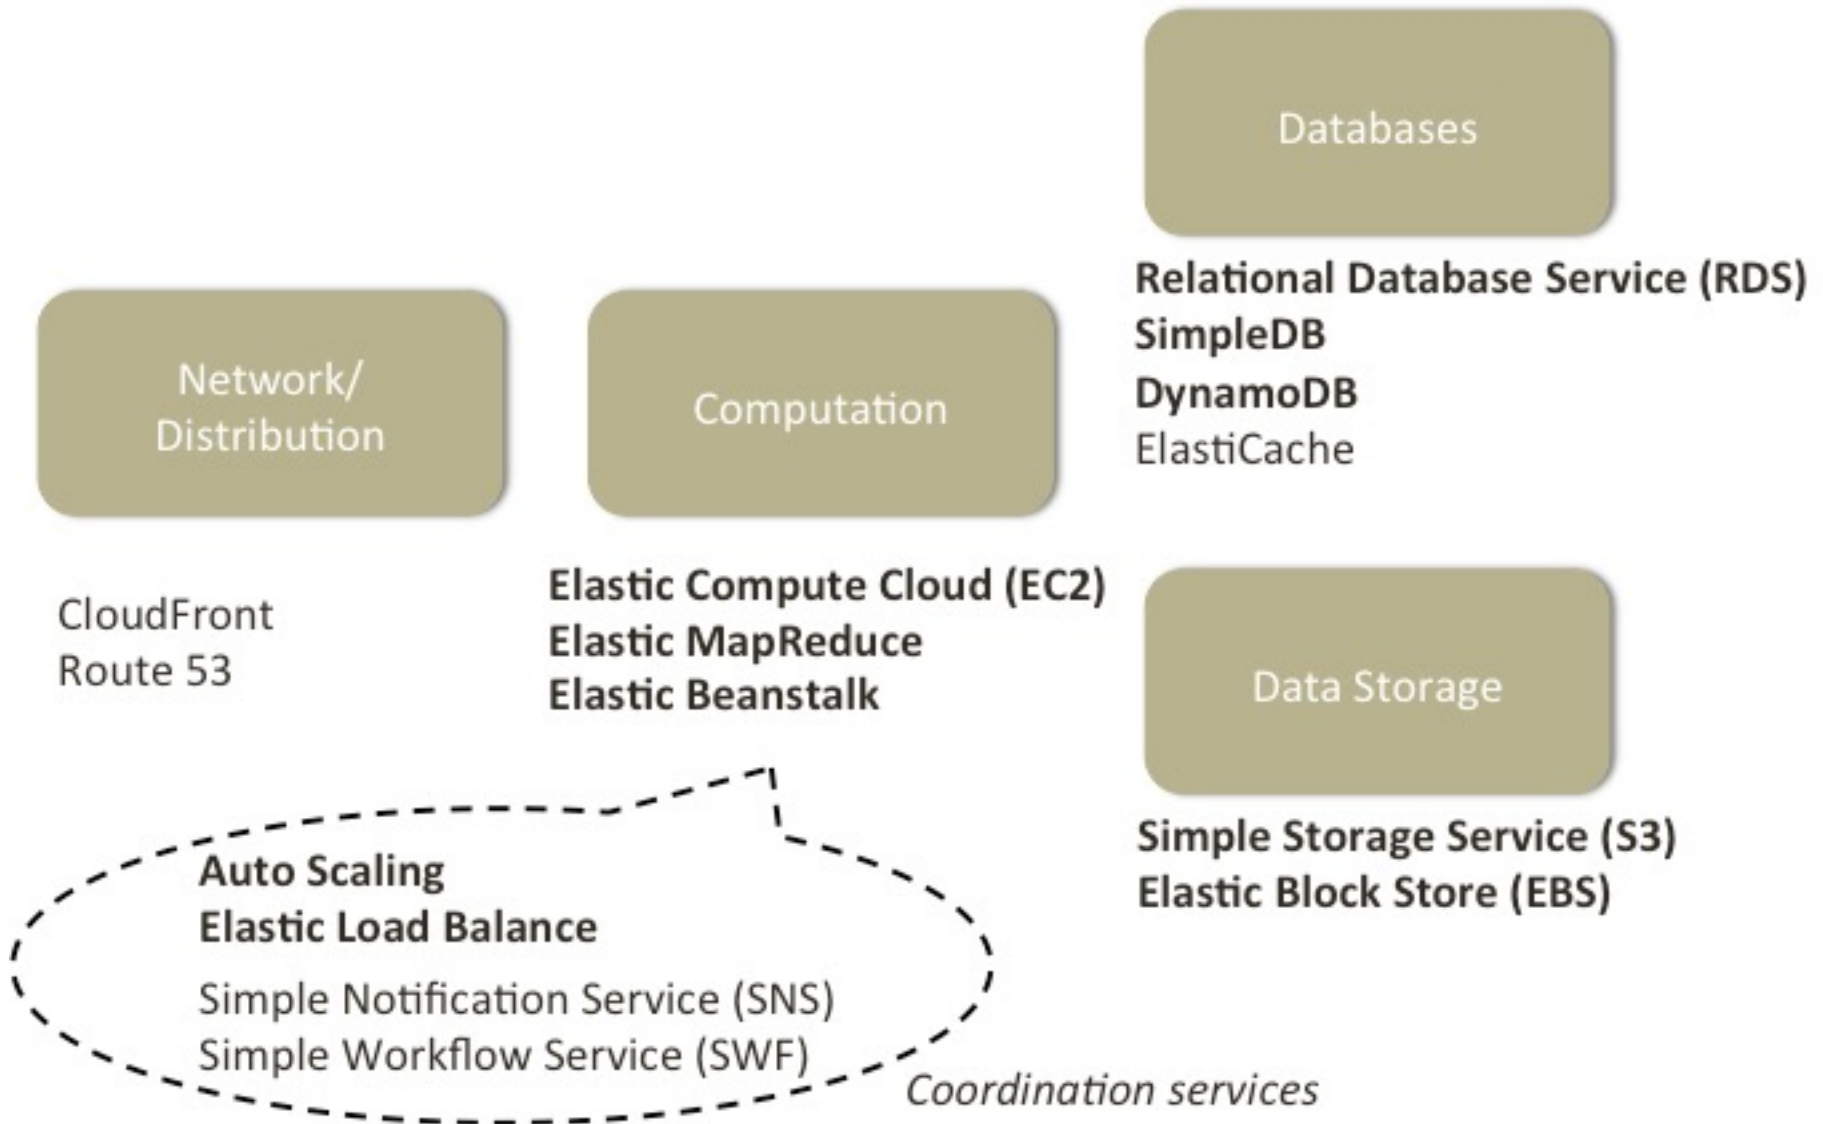 Databases
Relational Database Service (RDS)
SimpleDB
DynamoDB
ElastiCache
Network/
Distribution
CloudFront
Route 53
Computation
Elastic Compute Cloud (EC2)
Elastic MapReduce
Elastic Beanstalk
Data Storage
Simple Storage Service (S3)
Elastic Block Store (EBS)
Auto Scaling
Elastic Load Balance
Simple Notification Service (SNS)
Simple Workflow Service (SWF)
Coordination services